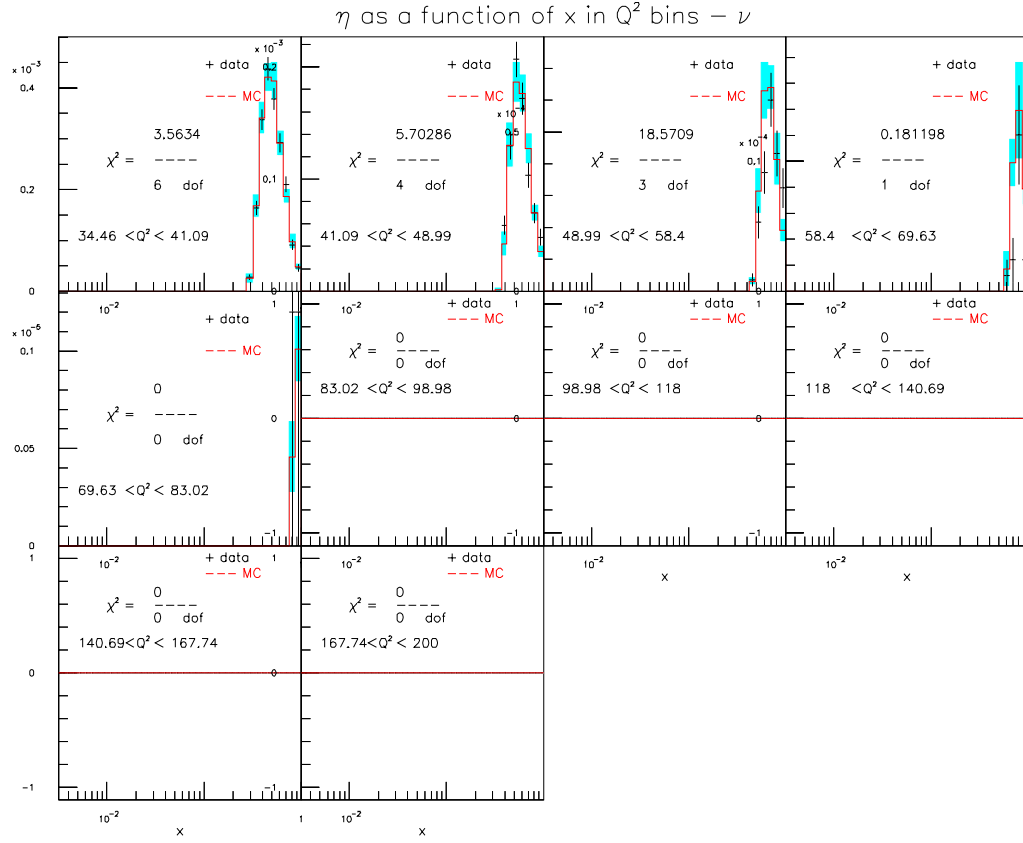 η as a function of x in Q² bins − ν
x 10⁻³
0.4
0.2
0
+ data
−−− MC
χ² = 3.5634
−−−−
6 dof
34.46 <Q² < 41.09
x 10⁻³
0.2
0.1
0
+ data
−−− MC
χ² = 5.70286
−−−−
4 dof
41.09 <Q² < 48.99
x 10⁻⁴
0.5
0
+ data
−−− MC
χ² = 18.5709
−−−−
3 dof
48.99 <Q² < 58.4
x 10⁻⁴
0.1
0
+ data
−−− MC
χ² = 0.181198
−−−−
1 dof
58.4 <Q² < 69.63
x 10⁻⁵
0.1
0.05
0
10⁻²
+ data
−−− MC
χ² = 0
−−−−
0 dof
69.63 <Q² < 83.02
1
0
−1
10⁻²
+ data
−−− MC
χ² = 0
−−−−
0 dof
83.02 <Q² < 98.98
1
0
−1
10⁻²
+ data
−−− MC
χ² = 0
−−−−
0 dof
98.98 <Q² < 118
1
0
−1
10⁻²
+ data
−−− MC
χ² = 0
−−−−
0 dof
118 <Q² < 140.69
10⁻²
x
10⁻²
x
1
0
−1
10⁻²
+ data
−−− MC
χ² = 0
−−−−
0 dof
140.69<Q² < 167.74
1
0
−1
10⁻²
+ data
−−− MC
χ² = 0
−−−−
0 dof
167.74<Q² < 200
10⁻²
1
x
10⁻²
x